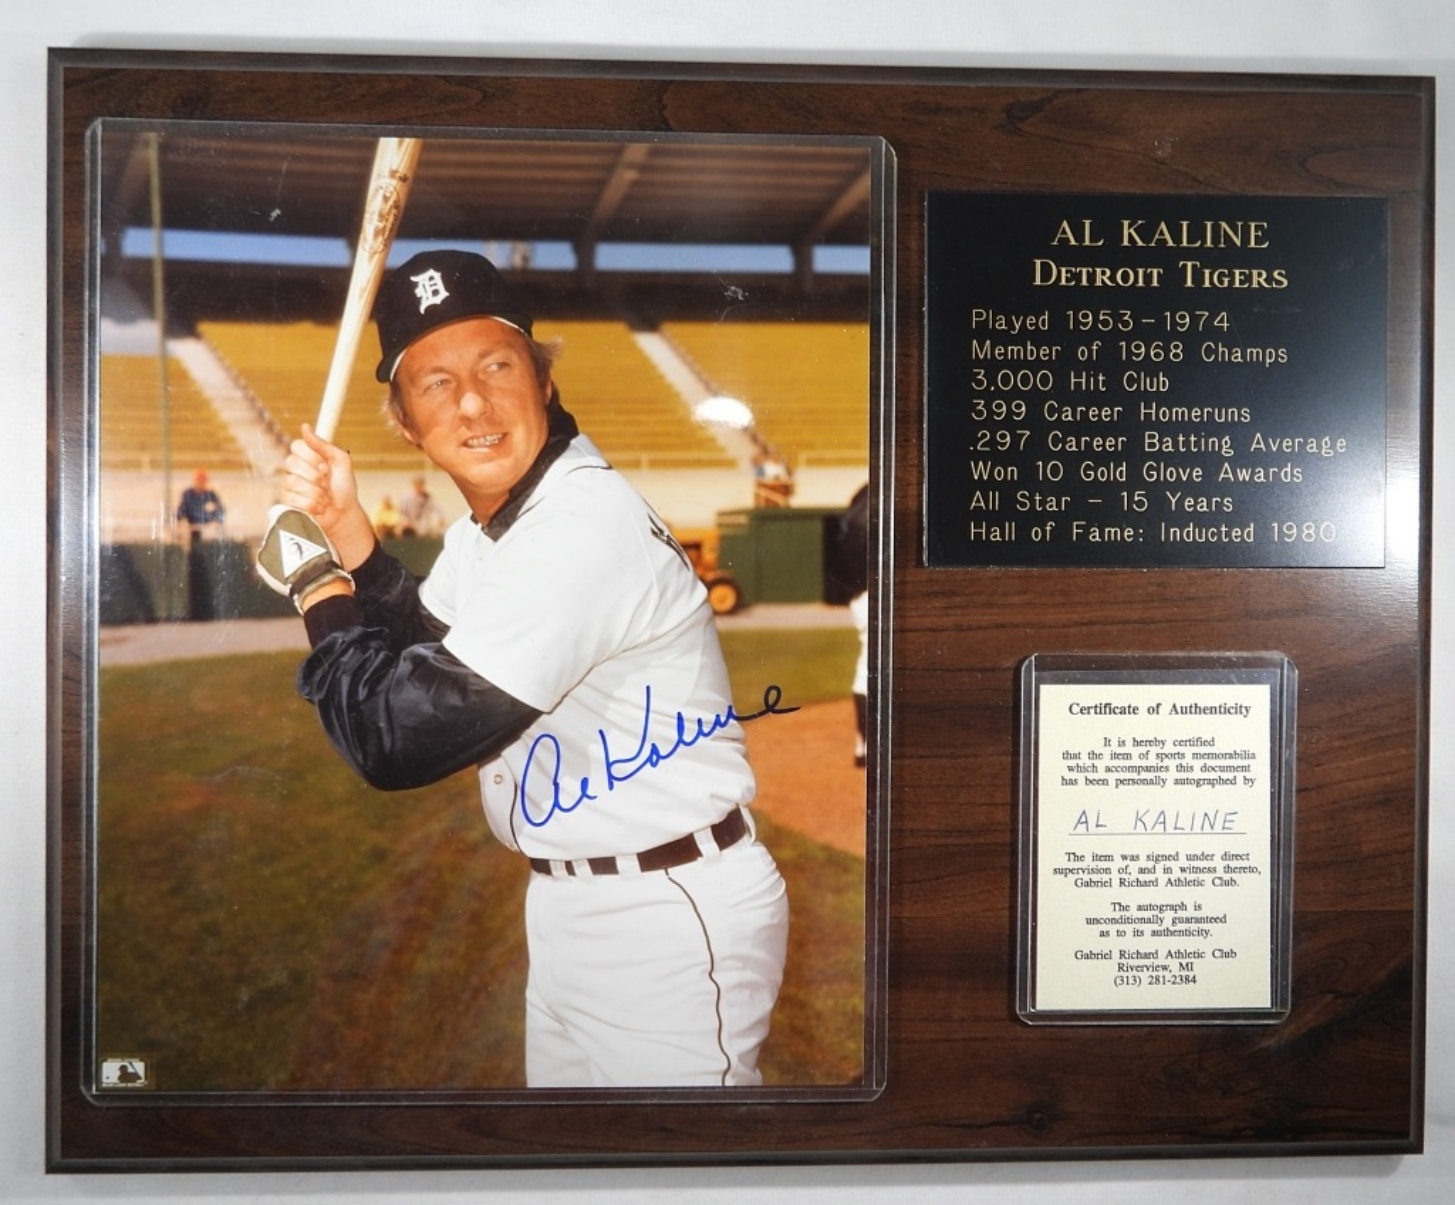 Al Kaline
AL KALINE
DETROIT TIGERS
Played 1953-1974
Member of 1968 Champs
3,000 Hit Club
399 Career Homeruns
.297 Career Batting Average
Won 10 Gold Glove Awards
All Star - 15 Years
Hall of Fame: Inducted 1980
Certificate of Authenticity
It is hereby certified
that the item of sports memorabilia
which accompanies this document
has been personally autographed by
AL KALINE
The item was signed under direct
supervision of, and in witness thereto,
Gabriel Richard Athletic Club.
The autograph is
unconditionally guaranteed
as to its authenticity.
Gabriel Richard Athletic Club
Riverview, MI
(313) 281-2384